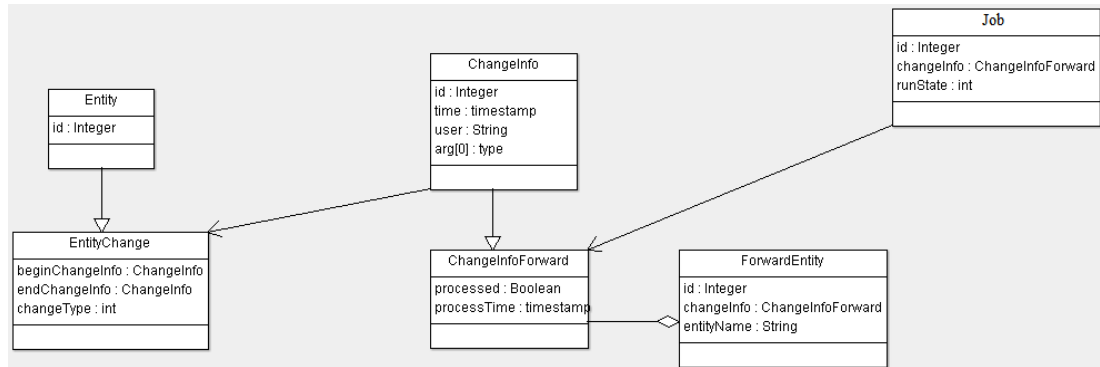 Job
id : Integer
changeInfo : ChangeInfoForward
runState : int
ChangeInfo
id : Integer
time : timestamp
user : String
arg[0] : type
Entity
id : Integer
EntityChange
beginChangeInfo : ChangeInfo
endChangeInfo : ChangeInfo
changeType : int
ChangeInfoForward
processed : Boolean
processTime : timestamp
ForwardEntity
id : Integer
changeInfo : ChangeInfoForward
entityName : String